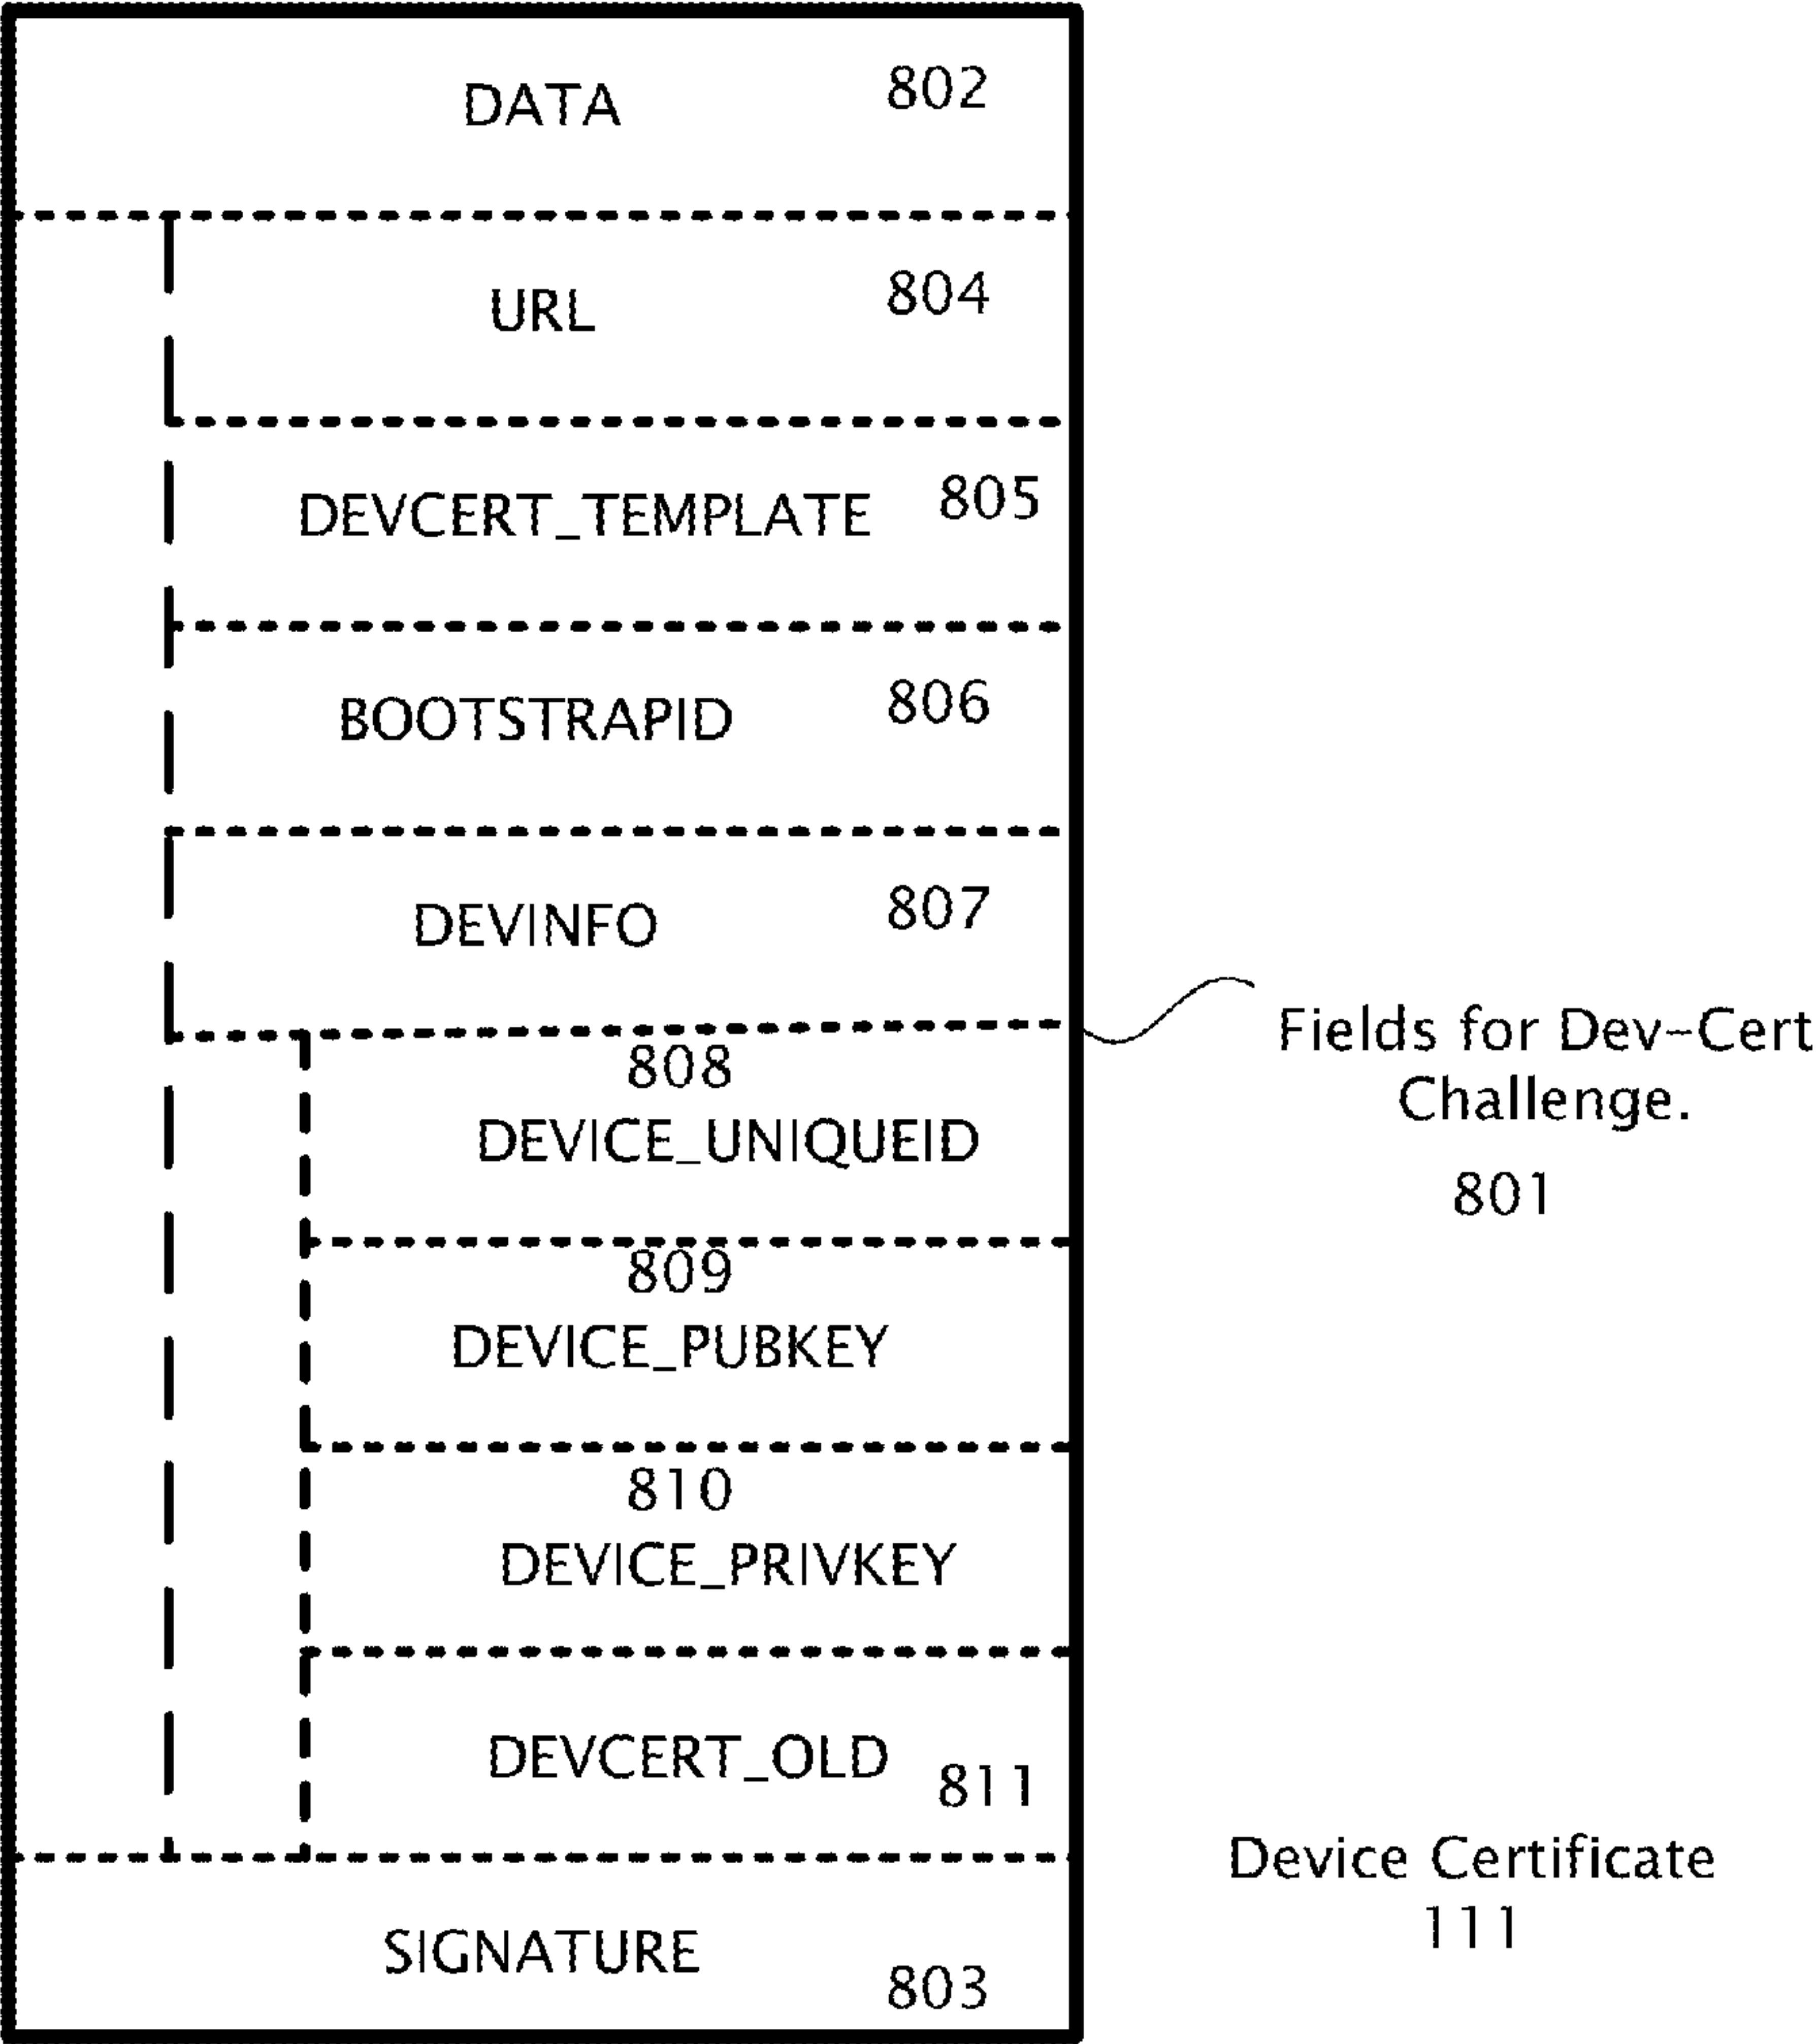 DATA 802
URL 804
DEVCERT_TEMPLATE 805
BOOTSTRAPID 806
DEVINFO 807
808
DEVICE_UNIQUEID
809
DEVICE_PUBKEY
810
DEVICE_PRIVKEY
DEVCERT_OLD 811
SIGNATURE 803
Fields for Dev-Cert
Challenge.
801
Device Certificate
111